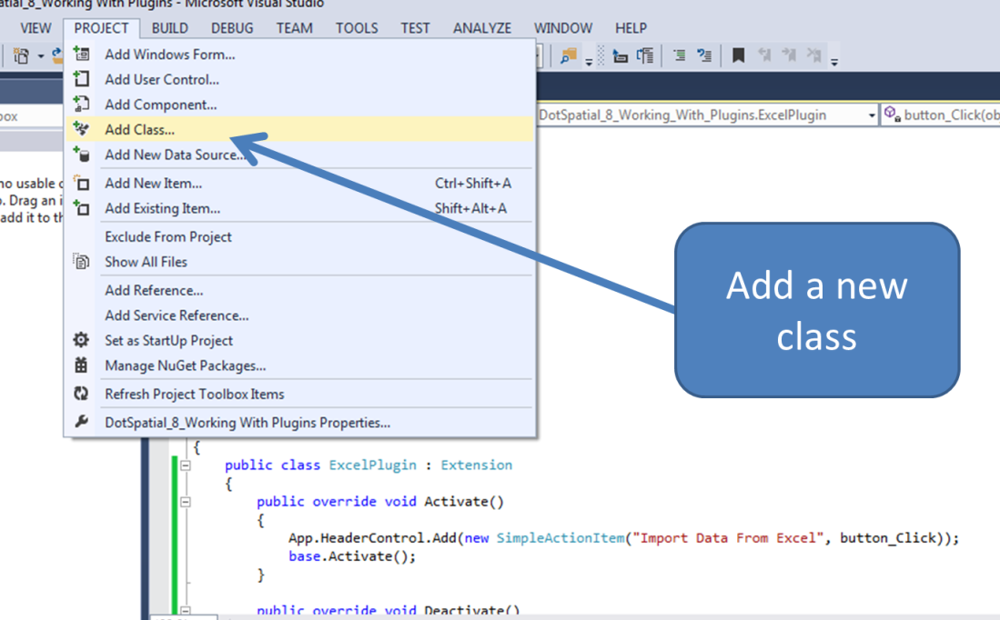 Working With Plugins - Microsoft Visual Studio
VIEW PROJECT BUILD DEBUG TEAM TOOLS TEST ANALYZE WINDOW HELP
Add Windows Form...
Add User Control...
Add Component...
DotSpatial_8_Working_With_Plugins.ExcelPlugin button_Click(ob
Add Class...
Add New Data Source...
no usable
Add New Item... Ctrl+Shift+A
. Drag an i
Add Existing Item... Shift+Alt+A
add it to th
Exclude From Project
Show All Files
Add Reference...
Add Service Reference...
Set as StartUp Project
Manage NuGet Packages...
Refresh Project Toolbox Items
DotSpatial_8_Working With Plugins Properties...
Add a new
class
{
public class ExcelPlugin : Extension
{
public override void Activate()
{
App.HeaderControl.Add(new SimpleActionItem("Import Data From Excel", button_Click));
base.Activate();
}
public override void Deactivate()